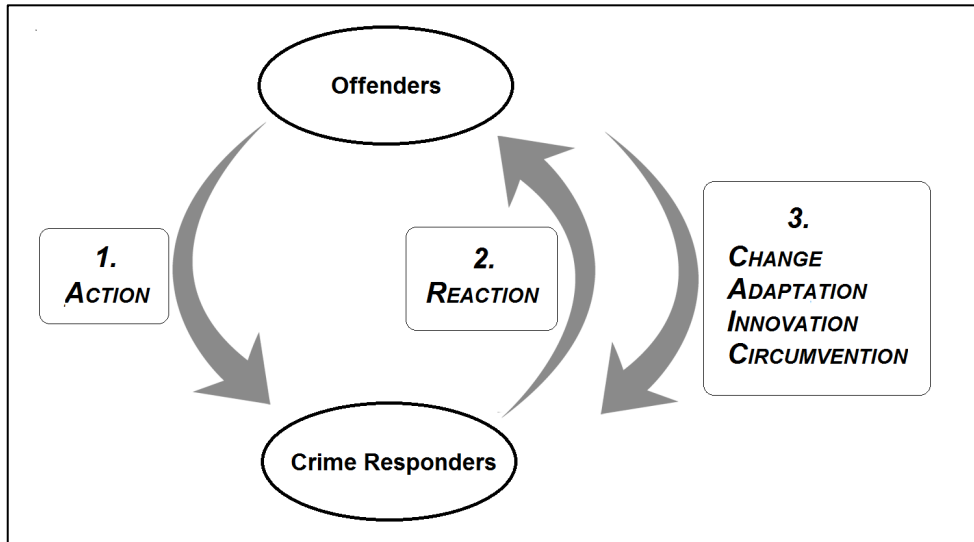 Offenders
1.
ACTION
2.
REACTION
3.
CHANGE
ADAPTATION
INNOVATION
CIRCUMVENTION
Crime Responders